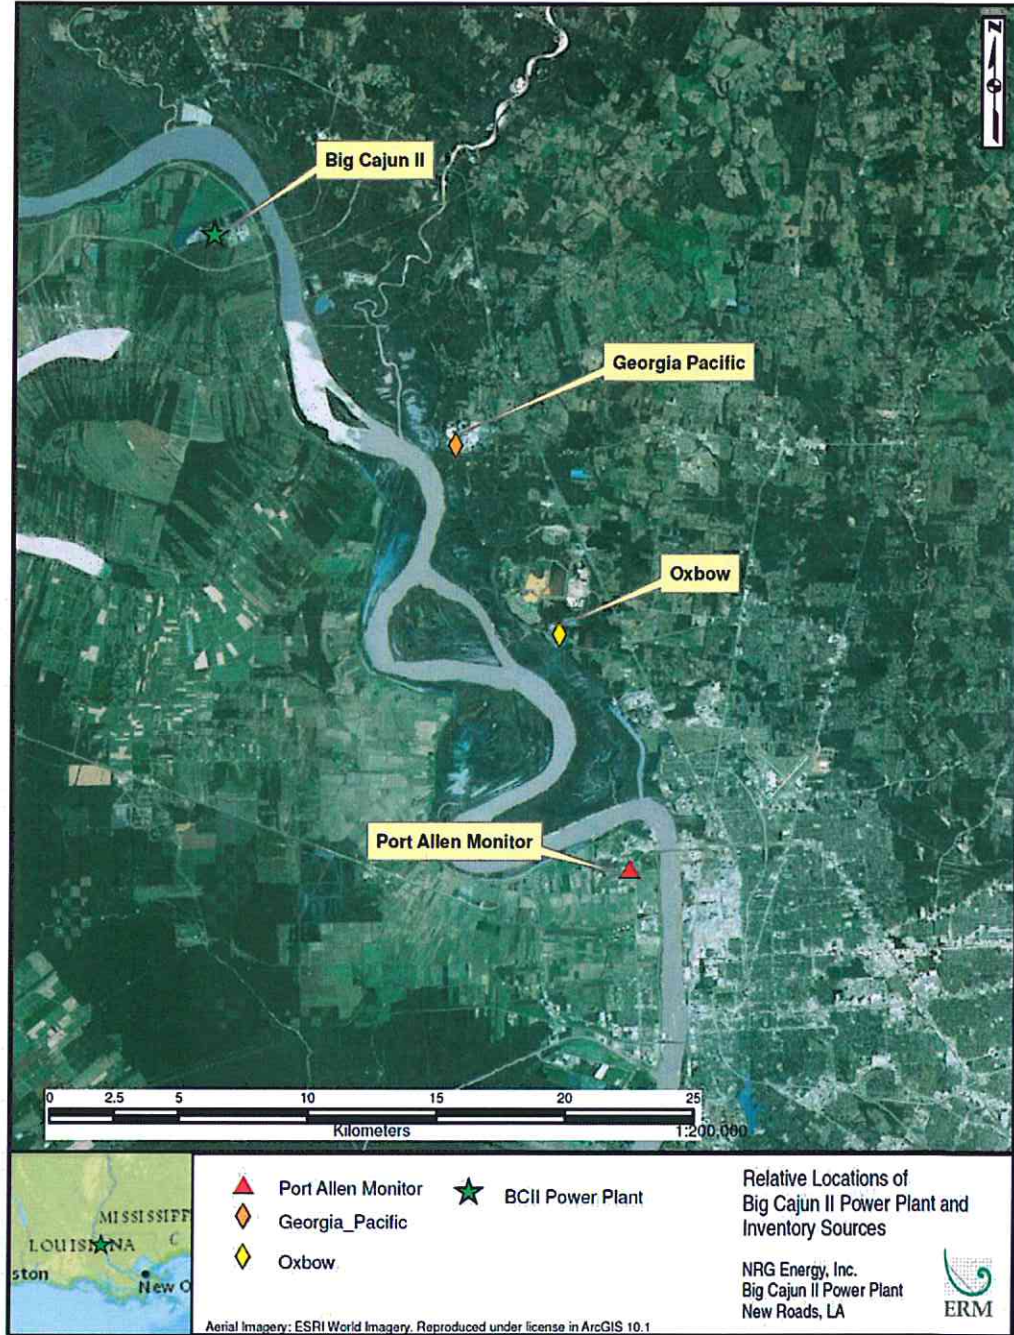 N
Big Cajun II
Georgia Pacific
Oxbow
Port Allen Monitor
0 2.5 5 10 15 20 25
Kilometers
1:200,000
MISSISSIPP
LOUISIANA
C
ston
New O
Port Allen Monitor
BCII Power Plant
Georgia_Pacific
Oxbow
Aerial Imagery: ESRI World Imagery. Reproduced under license in ArcGIS 10.1
Relative Locations of
Big Cajun II Power Plant and
Inventory Sources
NRG Energy, Inc.
Big Cajun II Power Plant
New Roads, LA
ERM